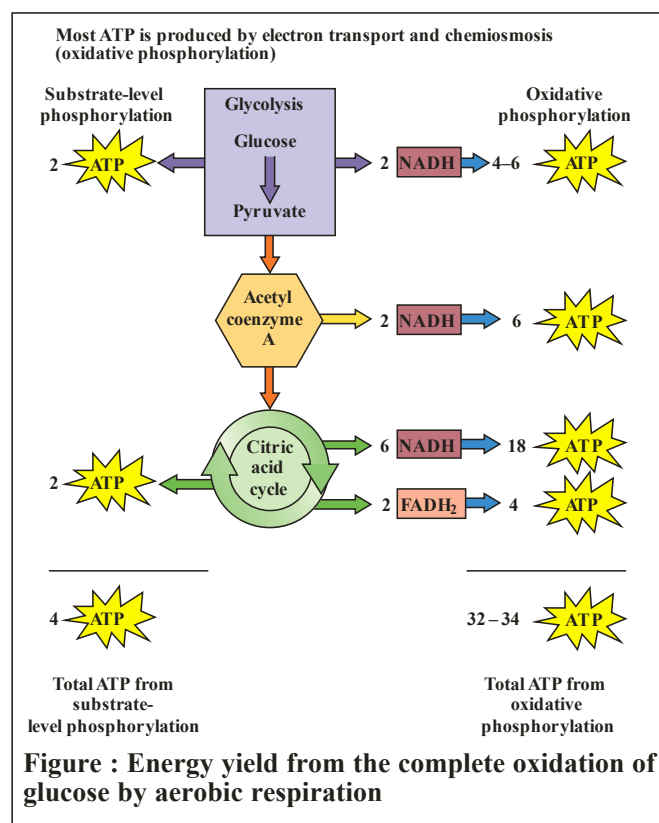 Most ATP is produced by electron transport and chemiosmosis
(oxidative phosphorylation)
Substrate-level
phosphorylation
Glycolysis
Oxidative
phosphorylation
Glucose
2 ATP
2 NADH 4–6 ATP
Pyruvate
Acetyl
coenzyme
A
2 NADH 6 ATP
Citric
acid
cycle
6 NADH 18 ATP
2 ATP
2 FADH₂ 4 ATP
4 ATP
32–34 ATP
Total ATP from
substrate-
level phosphorylation
Total ATP from
oxidative
phosphorylation
Figure : Energy yield from the complete oxidation of
glucose by aerobic respiration